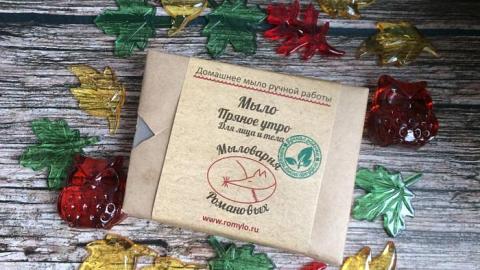 Домашнее мыло ручной работы
Мыло
Пряное утро
Для лица и тела
Мыловарня
Романовых
www.romylo.ru